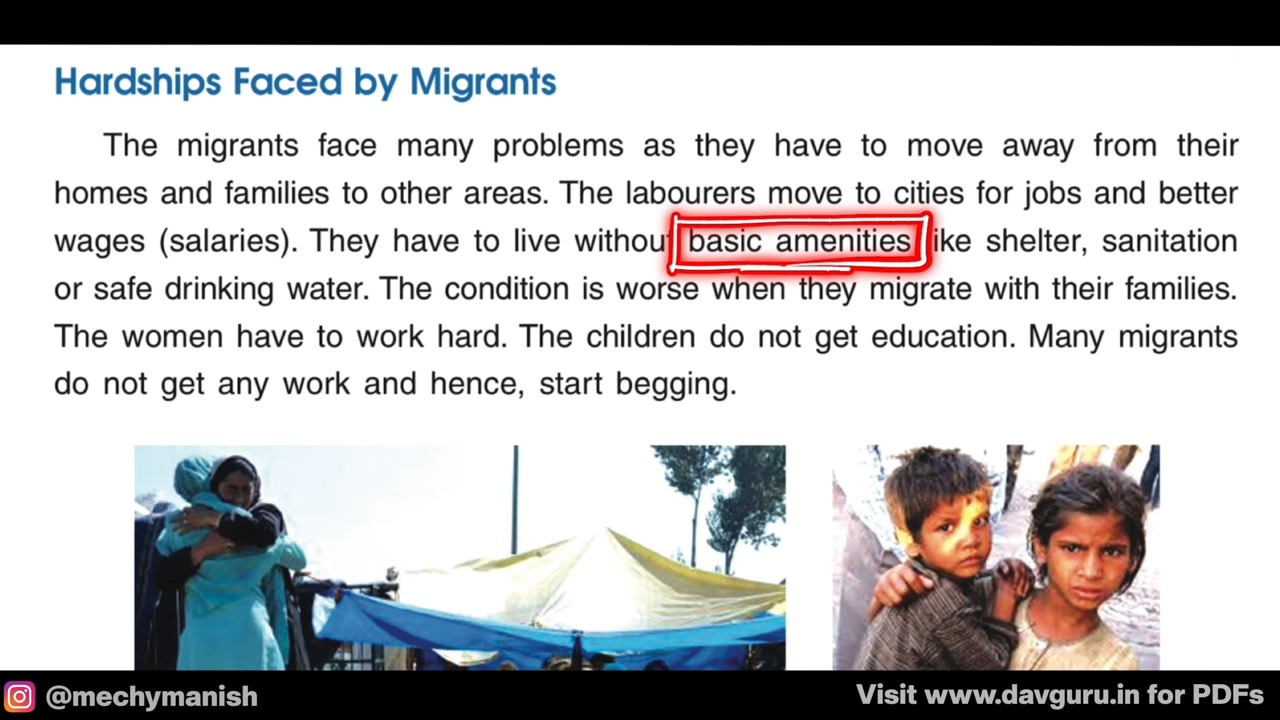 Hardships Faced by Migrants
The migrants face many problems as they have to move away from their
homes and families to other areas. The labourers move to cities for jobs and better
wages (salaries). They have to live without basic amenities like shelter, sanitation
or safe drinking water. The condition is worse when they migrate with their families.
The women have to work hard. The children do not get education. Many migrants
do not get any work and hence, start begging.
@mechymanish
Visit www.davguru.in for PDFs